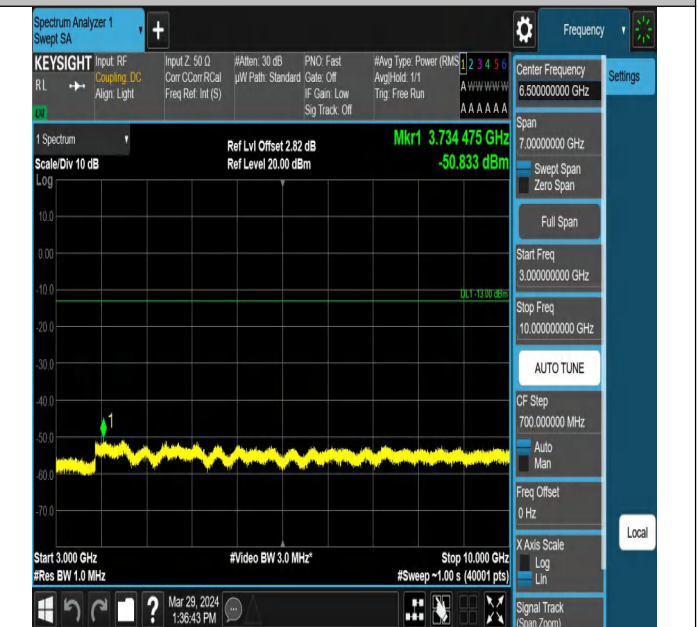 Spectrum Analyzer 1
Swept SA
+
Frequency
KEYSIGHT
RL
Input: RF
Coupling: DC
Align: Light
Input Z: 50 Ω
Corr CCorr RCal
Freq Ref: Int (S)
#Atten: 30 dB
µW Path: Standard
PNO: Fast
Gate: Off
IF Gain: Low
Sig Track: Off
#Avg Type: Power (RMS
Avg|Hold: 1/1
Trig: Free Run
1 2 3 4 5 6
A W W W W W
A A A A A A
1 Spectrum
Scale/Div 10 dB
Log
Ref Lvl Offset 2.82 dB
Ref Level 20.00 dBm
Mkr1 3.734 475 GHz
-50.833 dBm
10.0
0.00
-10.0
DL1 -13.00 dBm
-20.0
-30.0
-40.0
1
-50.0
-60.0
-70.0
Start 3.000 GHz
#Res BW 1.0 MHz
#Video BW 3.0 MHz*
Stop 10.000 GHz
#Sweep ~1.00 s (40001 pts)
?
Mar 29, 2024
1:36:43 PM
Center Frequency
6.50000000 GHz
Settings
Span
7.00000000 GHz
Swept Span
Zero Span
Full Span
Start Freq
3.000000000 GHz
Stop Freq
10.000000000 GHz
AUTO TUNE
CF Step
700.000000 MHz
Auto
Man
Freq Offset
0 Hz
X Axis Scale
Log
Lin
Local
Signal Track
(Span Zoom)